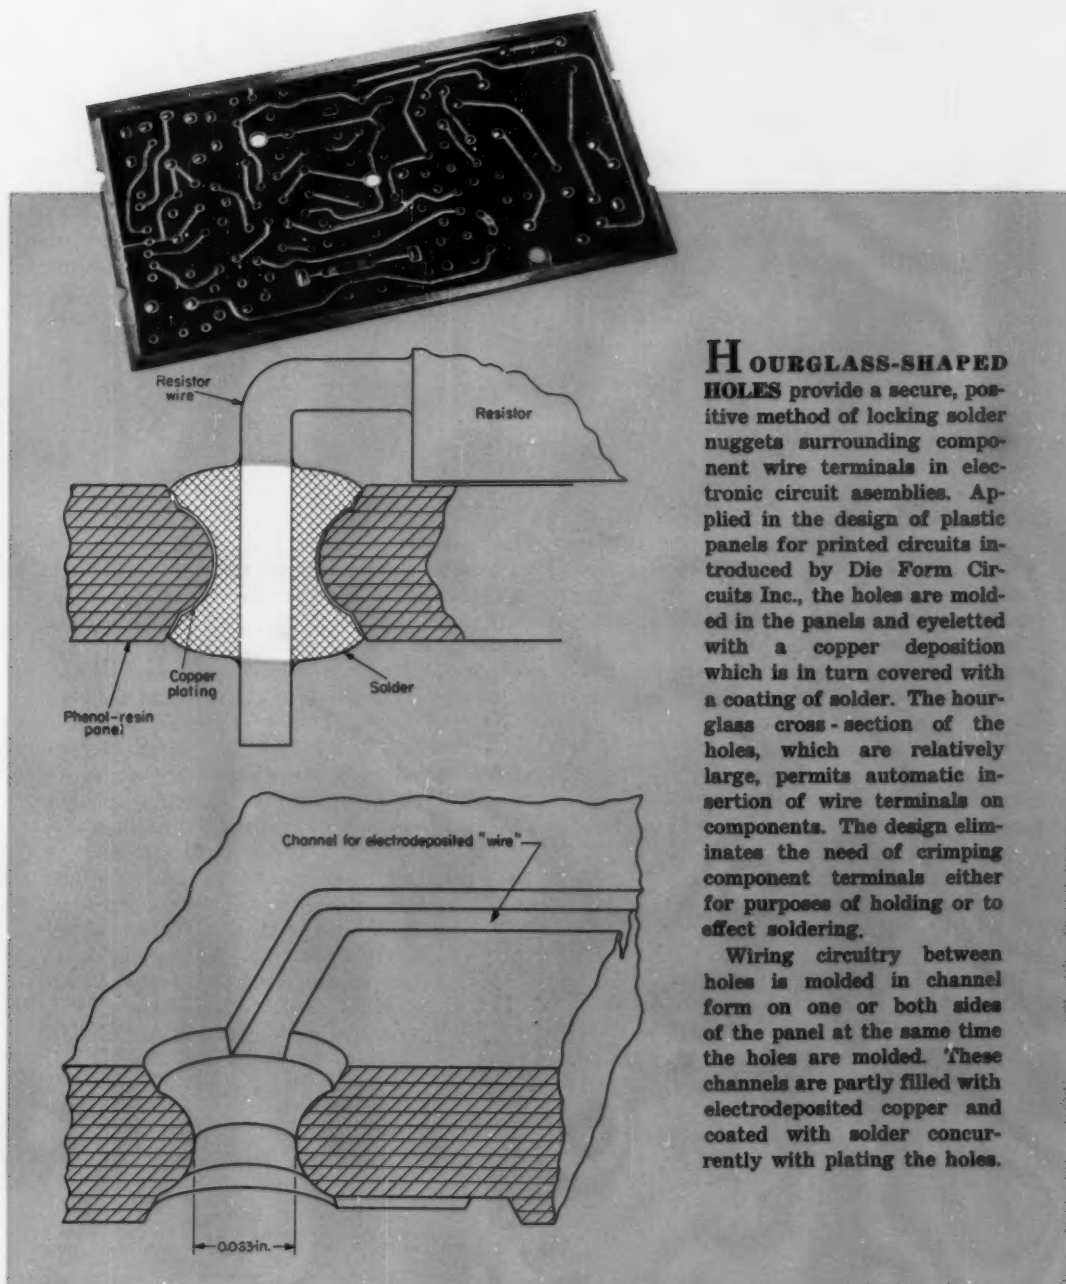 Resistor
wire
Resistor
Copper
plating
Solder
Phenol-resin
panel
Channel for electrodeposited "wire"
0.033-in.
HOURGLASS-SHAPED
HOLES provide a secure, pos-
itive method of locking solder
nuggets surrounding compo-
nent wire terminals in elec-
tronic circuit asemblies. Ap-
plied in the design of plastic
panels for printed circuits in-
troduced by Die Form Cir-
cuits Inc., the holes are mold-
ed in the panels and eyeletted
with a copper deposition
which is in turn covered with
a coating of solder. The hour-
glass cross-section of the
holes, which are relatively
large, permits automatic in-
sertion of wire terminals on
components. The design elim-
inates the need of crimping
component terminals either
for purposes of holding or to
effect soldering.
Wiring circuitry between
holes is molded in channel
form on one or both sides
of the panel at the same time
the holes are molded. These
channels are partly filled with
electrodeposited copper and
coated with solder concur-
rently with plating the holes.